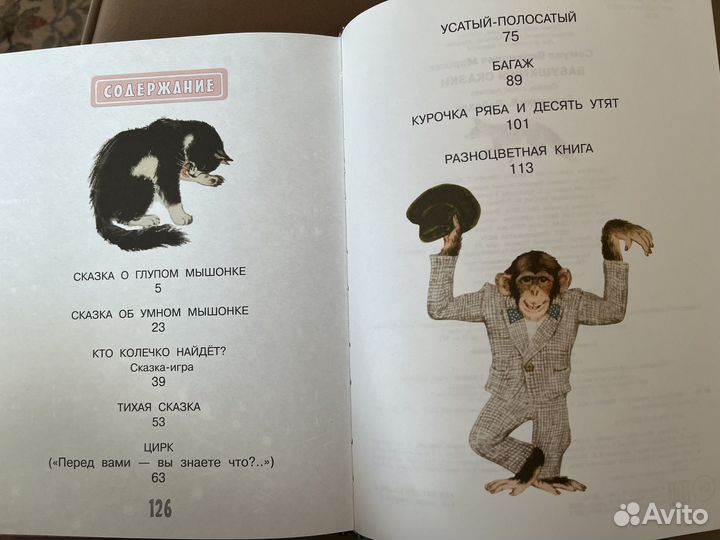 СОДЕРЖАНИЕ
СКАЗКА О ГЛУПОМ МЫШОНКЕ
5
СКАЗКА ОБ УМНОМ МЫШОНКЕ
23
КТО КОЛЕЧКО НАЙДЁТ?
Сказка-игра
39
ТИХАЯ СКАЗКА
53
ЦИРК
(«Перед вами — вы знаете что?..»)
63
126
УСАТЫЙ-ПОЛОСАТЫЙ
75
БАГАЖ
89
КУРОЧКА РЯБА И ДЕСЯТЬ УТЯТ
101
РАЗНОЦВЕТНАЯ КНИГА
113
Avito